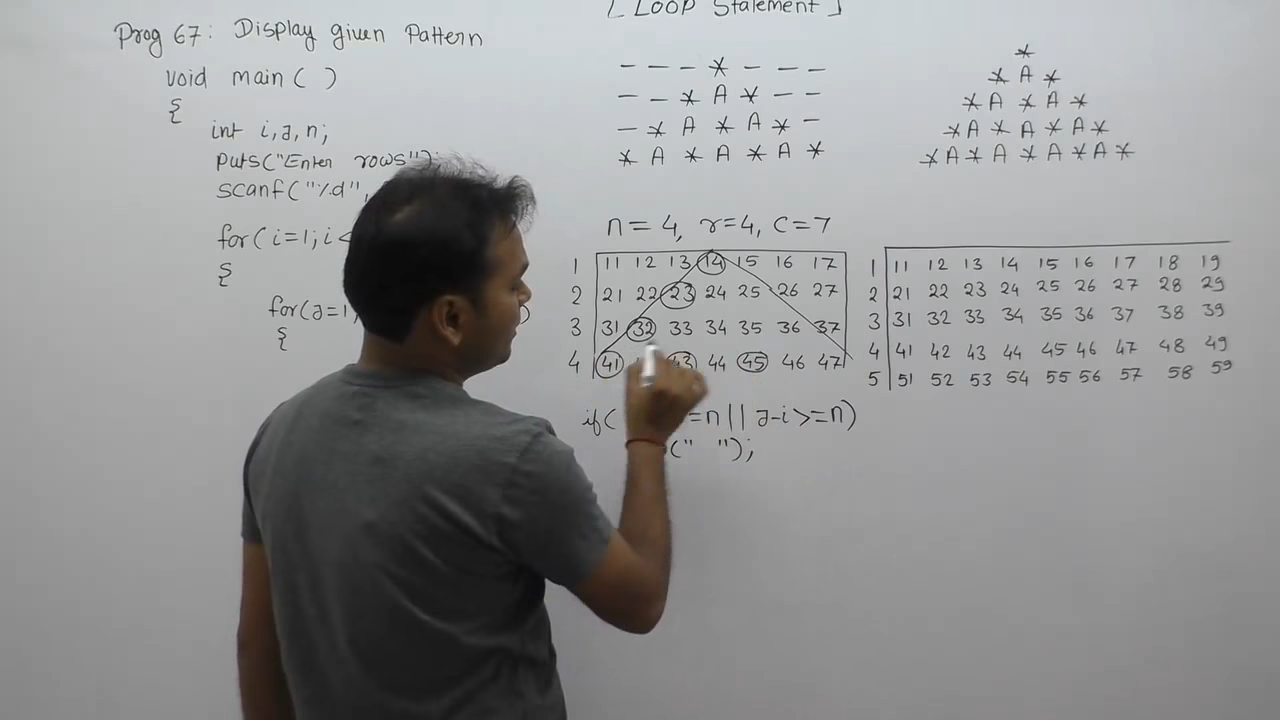 [ Loop Statement ]
Prog 67: Display given Pattern
void main( )
{
int i,j,n;
puts("Enter rows");
scanf("%d",
for(i=1;i<
{
for(j=1;
)
{
- - - * - - -
- - * A * - -
- * A * A * -
* A * A * A *
*
* A *
* A * A *
* A * A * A *
* A * A * A * A *
n=4, r=4, c=7
1 11 12 13 14 15 16 17
2 21 22 23 24 25 26 27
3 31 32 33 34 35 36 37
4 41 43 44 45 46 47
if( =n || j-i>=n)
(" ");
1 11 12 13 14 15 16 17 18 19
2 21 22 23 24 25 26 27 28 29
3 31 32 33 34 35 36 37 38 39
4 41 42 43 44 45 46 47 48 49
5 51 52 53 54 55 56 57 58 59